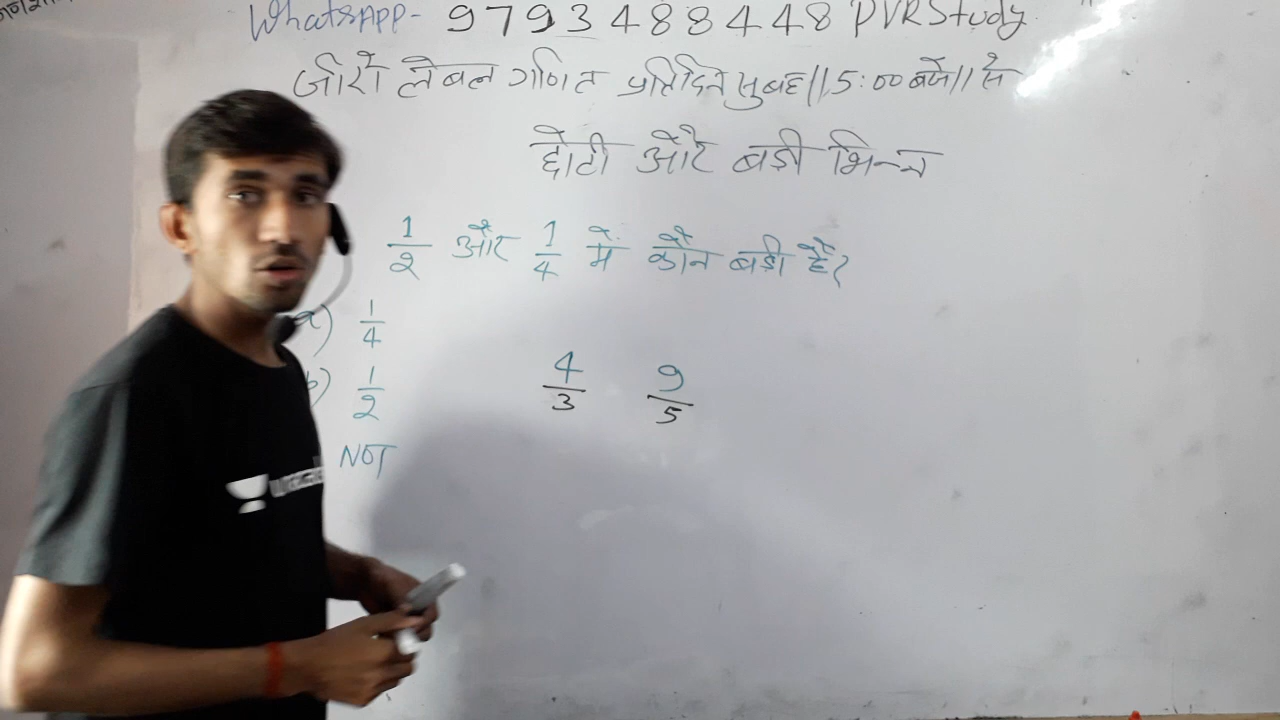 WhatsAPP- 9793488448 PVRStudy
जीरो लेबल गणित प्रतिदिन सुबह//5:00 बजे// से
छोटी और बड़ी भिन्न
1/2 और 1/4 में कौन बड़ी है?
a) 1/4
b) 1/2
4/3 9/5
NOT